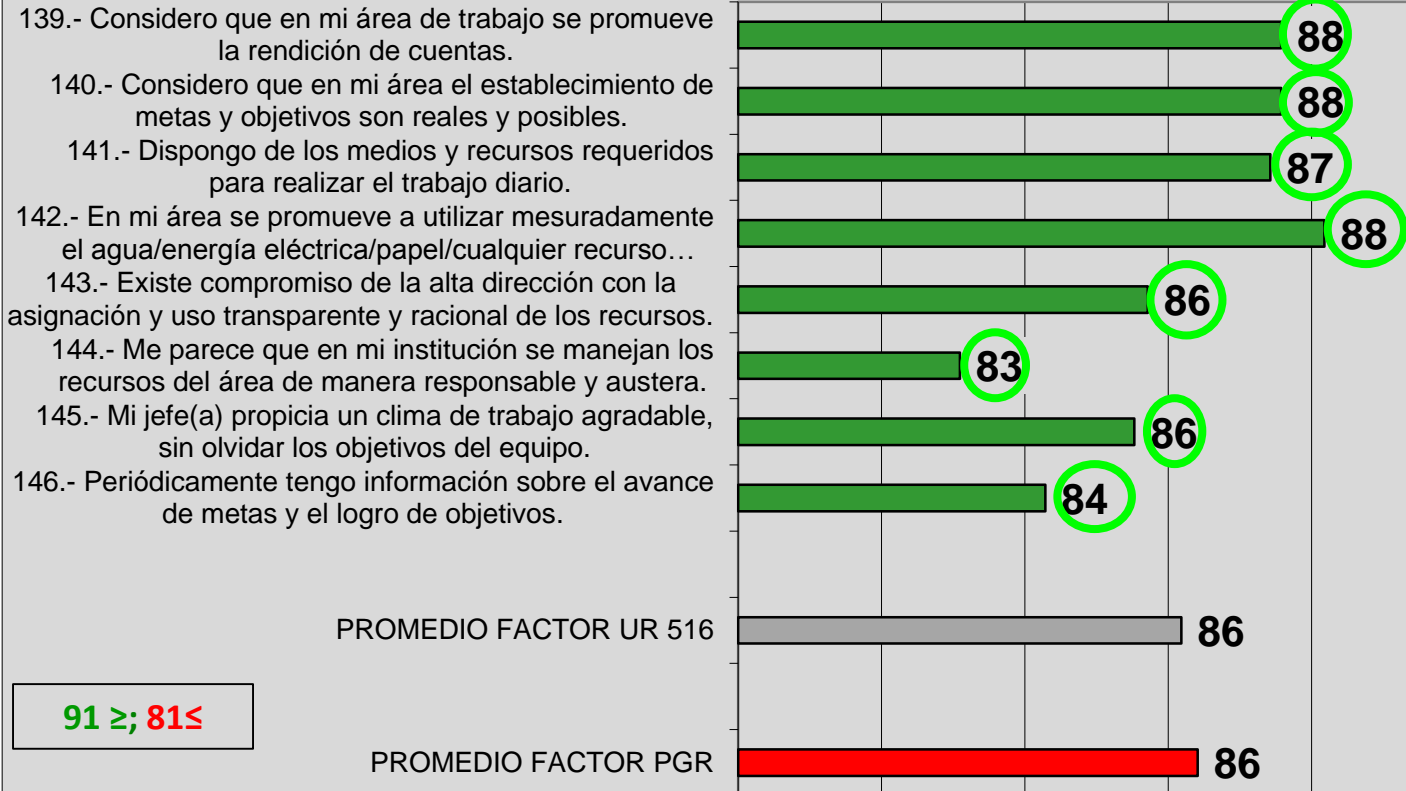 139.- Considero que en mi área de trabajo se promueve
la rendición de cuentas.
88
140.- Considero que en mi área el establecimiento de
metas y objetivos son reales y posibles.
88
141.- Dispongo de los medios y recursos requeridos
para realizar el trabajo diario.
87
142.- En mi área se promueve a utilizar mesuradamente
el agua/energía eléctrica/papel/cualquier recurso…
88
143.- Existe compromiso de la alta dirección con la
asignación y uso transparente y racional de los recursos.
86
144.- Me parece que en mi institución se manejan los
recursos del área de manera responsable y austera.
83
145.- Mi jefe(a) propicia un clima de trabajo agradable,
sin olvidar los objetivos del equipo.
86
146.- Periódicamente tengo información sobre el avance
de metas y el logro de objetivos.
84
PROMEDIO FACTOR UR 516
86
91 ≥; 81≤
PROMEDIO FACTOR PGR
86